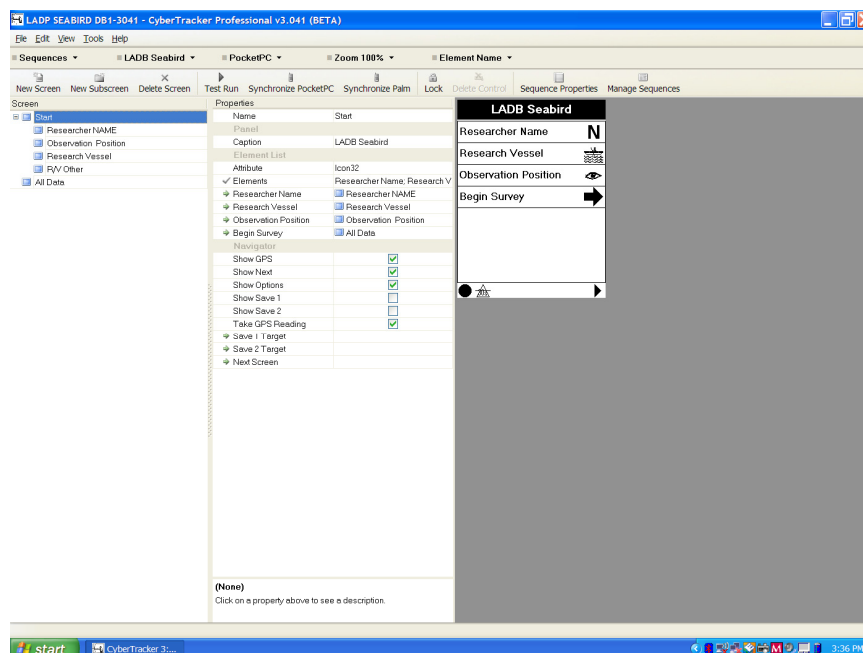 LADP SEABIRD DB1-3041 - CyberTracker Professional v3.041 (BETA)
File Edit View Tools Help
Sequences LADB Seabird PocketPC Zoom 100% Element Name
New Screen New Subscreen Delete Screen Test Run Synchronize PocketPC Synchronize Palm Lock Delete Control Sequence Properties Manage Sequences
Screen
Start
Researcher NAME
Observation Position
Research Vessel
R/V Other
All Data
Properties
Name Start
Panel
Caption LADB Seabird
Element List
Attribute Icon32
Elements Researcher Name; Research V
Researcher Name Researcher NAME
Research Vessel Research Vessel
Observation Position Observation Position
Begin Survey All Data
Navigator
Show GPS
Show Next
Show Options
Show Save 1
Show Save 2
Take GPS Reading
Save 1 Target
Save 2 Target
Next Screen
(None)
Click on a property above to see a description.
LADB Seabird
Researcher Name N
Research Vessel
Observation Position
Begin Survey
start CyberTracker 3:... 3:36 PM